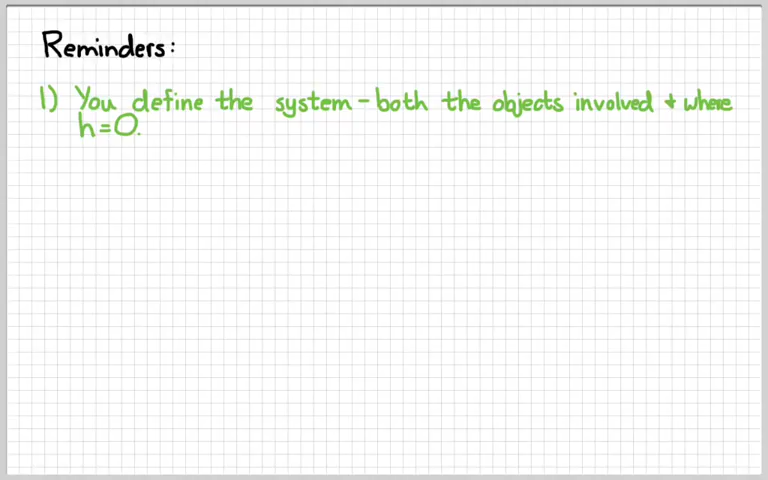 Reminders:
1) You define the system - both the objects involved + where
h=0.